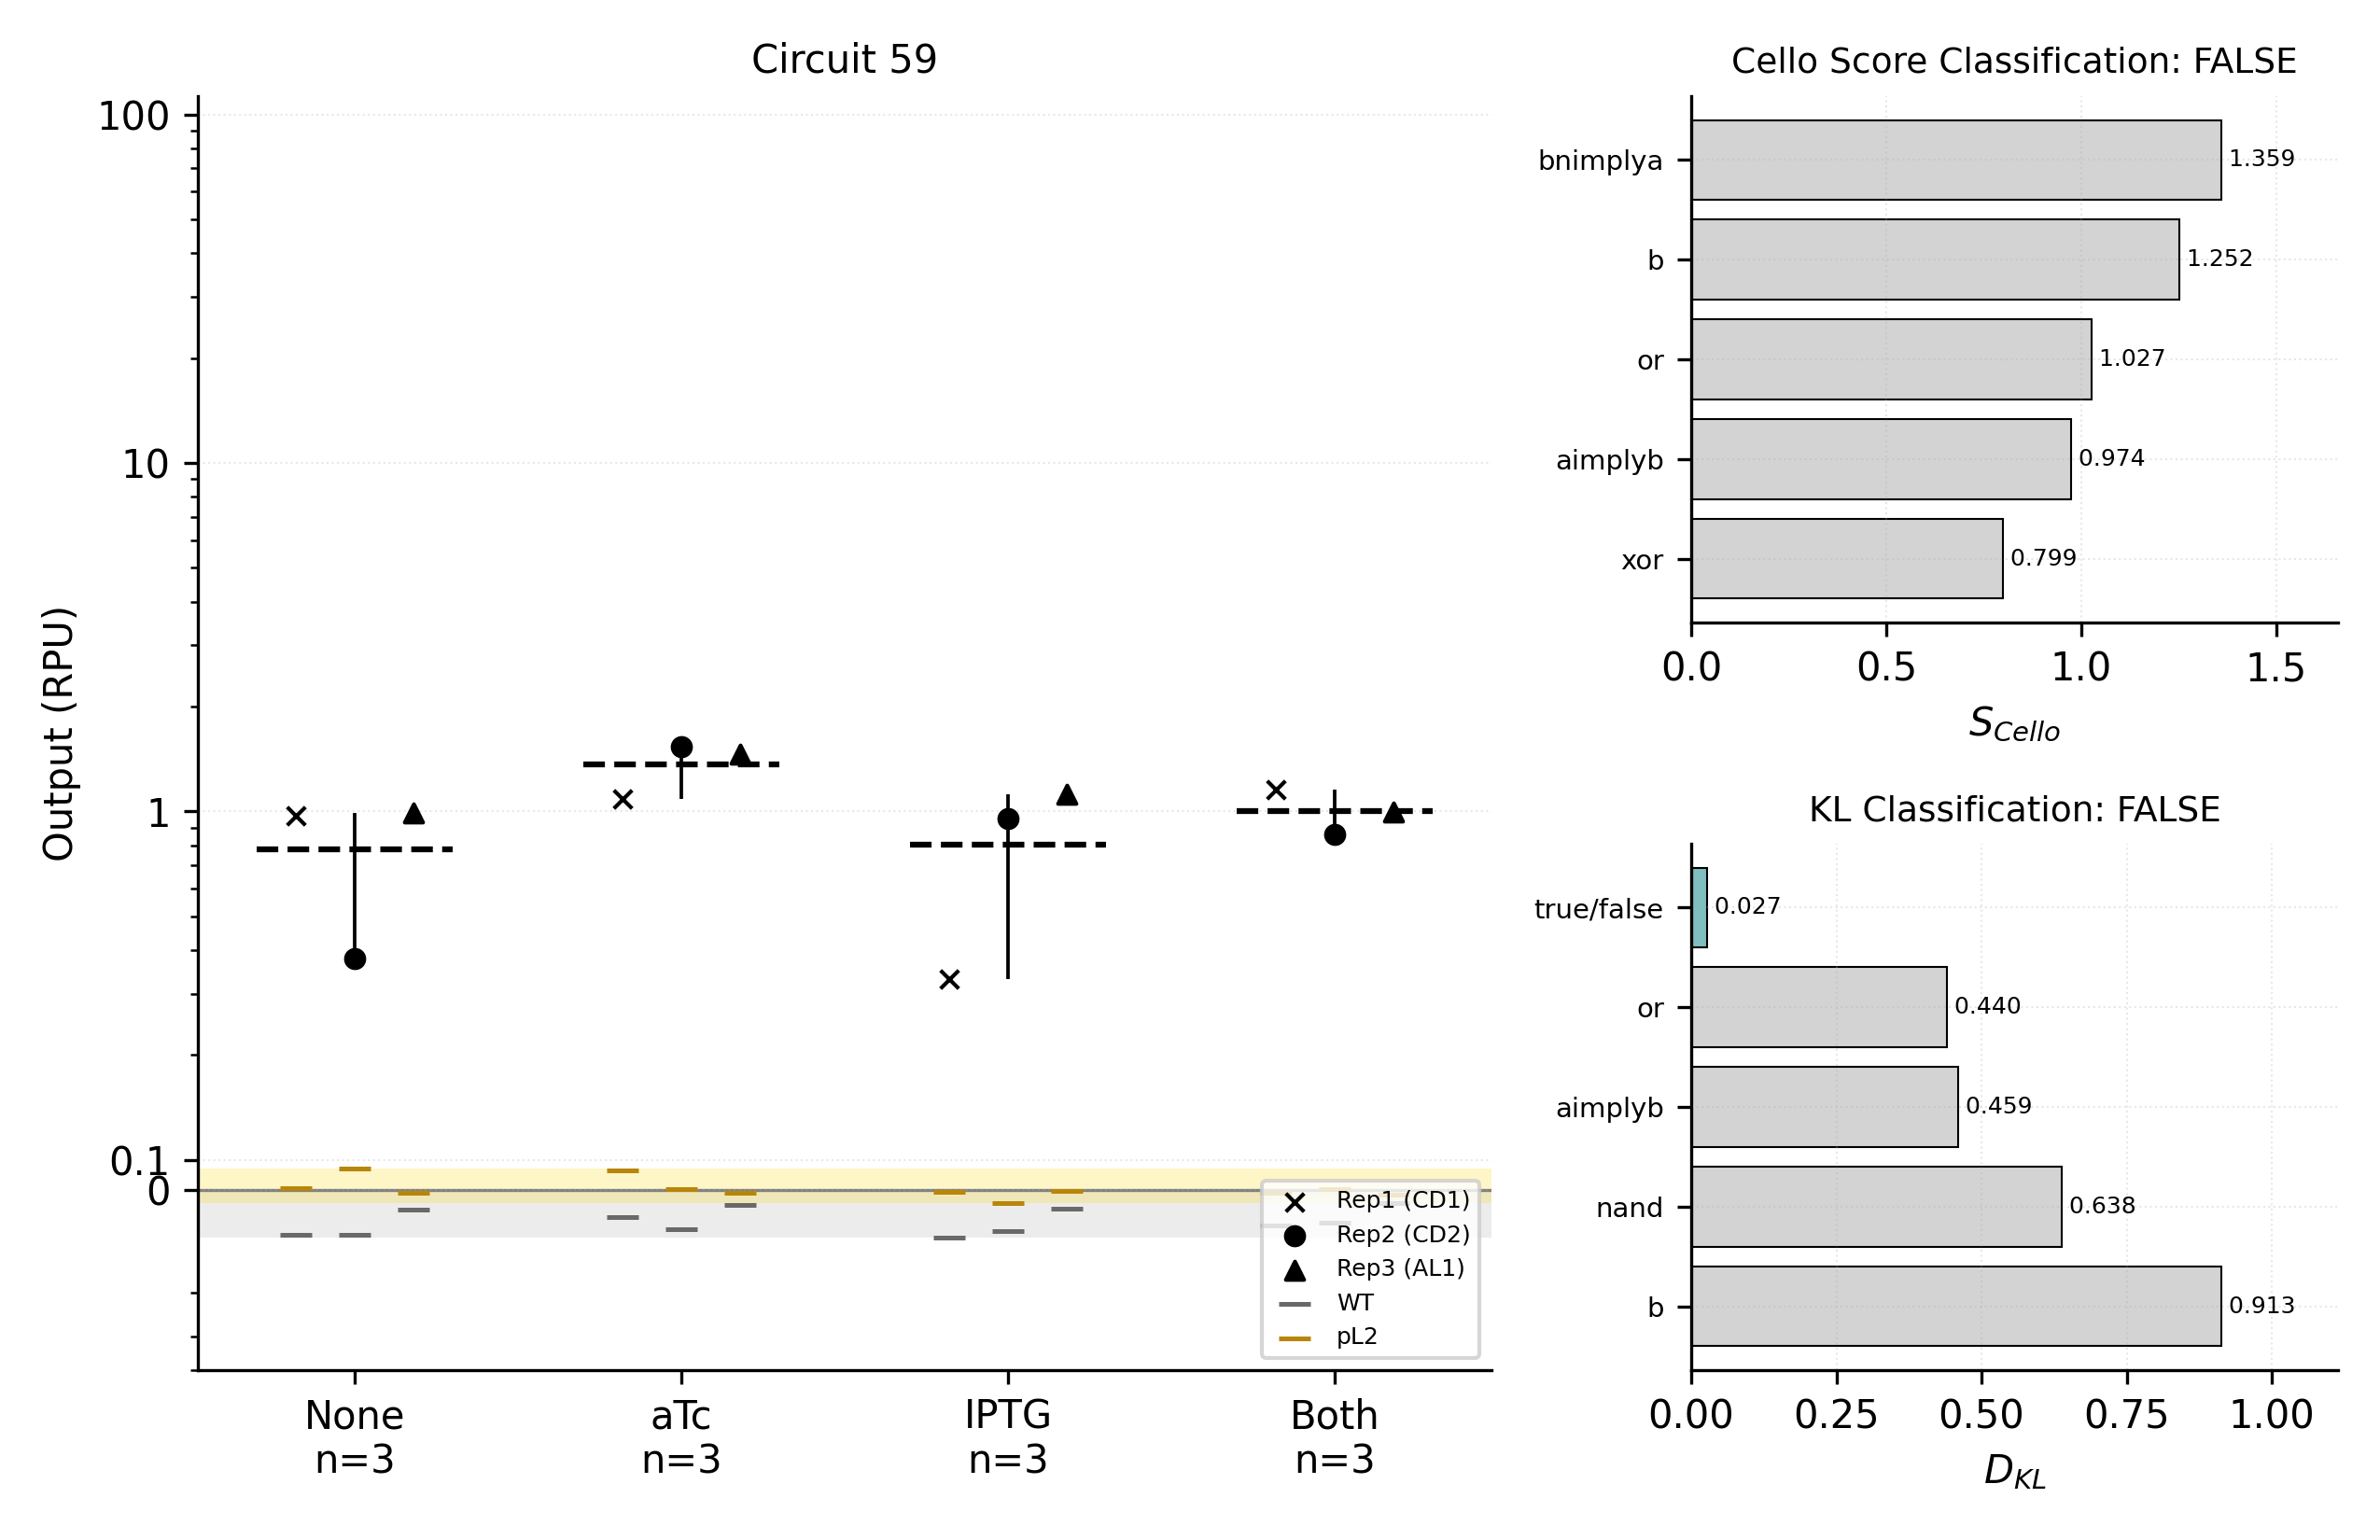 Circuit 59
Output (RPU)
100
10
1
0.1
0
None
n=3
aTc
n=3
IPTG
n=3
Both
n=3
Rep1 (CD1)
Rep2 (CD2)
Rep3 (AL1)
WT
pL2
Cello Score Classification: FALSE
bnimplya
1.359
b
1.252
or
1.027
aimplyb
0.974
xor
0.799
0.0
0.5
1.0
1.5
S_Cello
KL Classification: FALSE
true/false
0.027
or
0.440
aimplyb
0.459
nand
0.638
b
0.913
0.00
0.25
0.50
0.75
1.00
D_KL